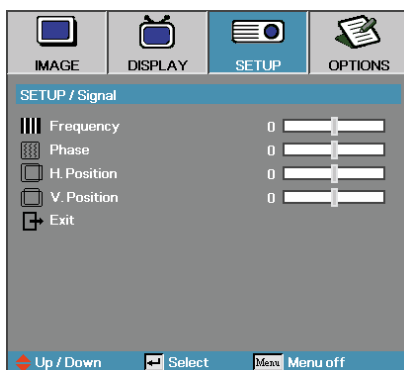 IMAGE DISPLAY SETUP OPTIONS
SETUP / Signal
Frequency 0
Phase 0
H. Position 0
V. Position 0
Exit
Up / Down Select Menu Menu off